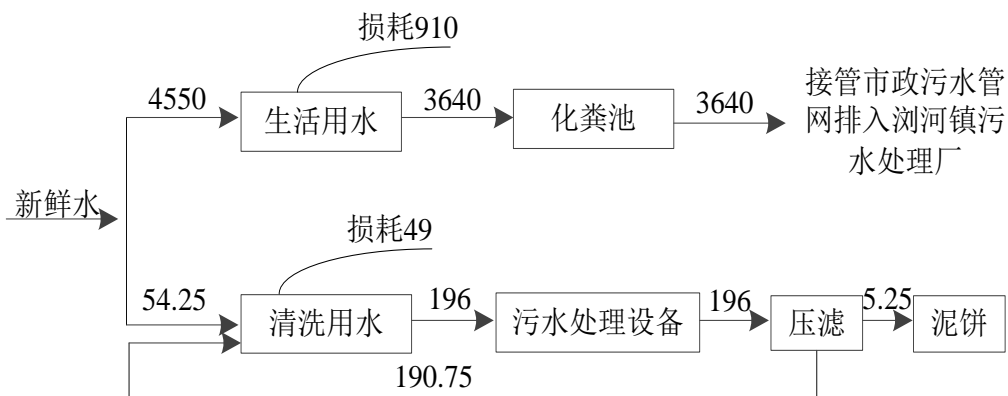 损耗910
4550
生活用水
3640
化粪池
3640
接管市政污水管
网排入浏河镇污
水处理厂
新鲜水
损耗49
54.25
清洗用水
196
污水处理设备
196
压滤
5.25
泥饼
190.75